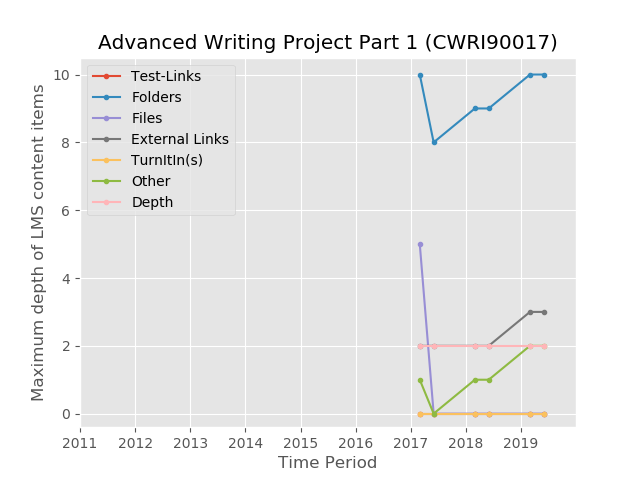 Advanced Writing Project Part 1 (CWRI90017)
Maximum depth of LMS content items
10
8
6
4
2
0
Test-Links
Folders
Files
External Links
TurnItIn(s)
Other
Depth
2011 2012 2013 2014 2015 2016 2017 2018 2019
Time Period